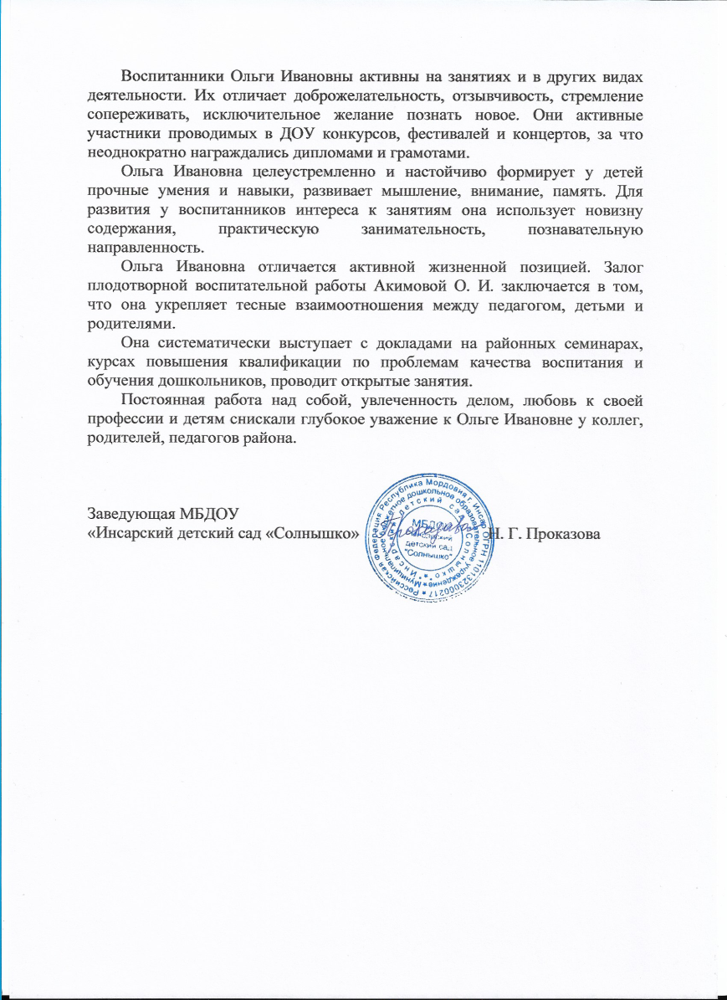 Воспитанники Ольги Ивановны активны на занятиях и в других видах
деятельности. Их отличает доброжелательность, отзывчивость, стремление
сопереживать, исключительное желание познать новое. Они активные
участники проводимых в ДОУ конкурсов, фестивалей и концертов, за что
неоднократно награждались дипломами и грамотами.
Ольга Ивановна целеустремленно и настойчиво формирует у детей
прочные умения и навыки, развивает мышление, внимание, память. Для
развития у воспитанников интереса к занятиям она использует новизну
содержания, практическую занимательность, познавательную
направленность.
Ольга Ивановна отличается активной жизненной позицией. Залог
плодотворной воспитательной работы Акимовой О. И. заключается в том,
что она укрепляет тесные взаимоотношения между педагогом, детьми и
родителями.
Она систематически выступает с докладами на районных семинарах,
курсах повышения квалификации по проблемам качества воспитания и
обучения дошкольников, проводит открытые занятия.
Постоянная работа над собой, увлеченность делом, любовь к своей
профессии и детям снискали глубокое уважение к Ольге Ивановне у коллег,
родителей, педагогов района.
Заведующая МБДОУ
«Инсарский детский сад «Солнышко» Н. Г. Проказова
Российская Федерация Республика Мордовия г. Инсар ОГРН 1101323000217
Муниципальное бюджетное дошкольное образовательное учреждение
Инсарский детский сад "Солнышко"
МБДОУ
Инсарский
детский сад
"Солнышко"